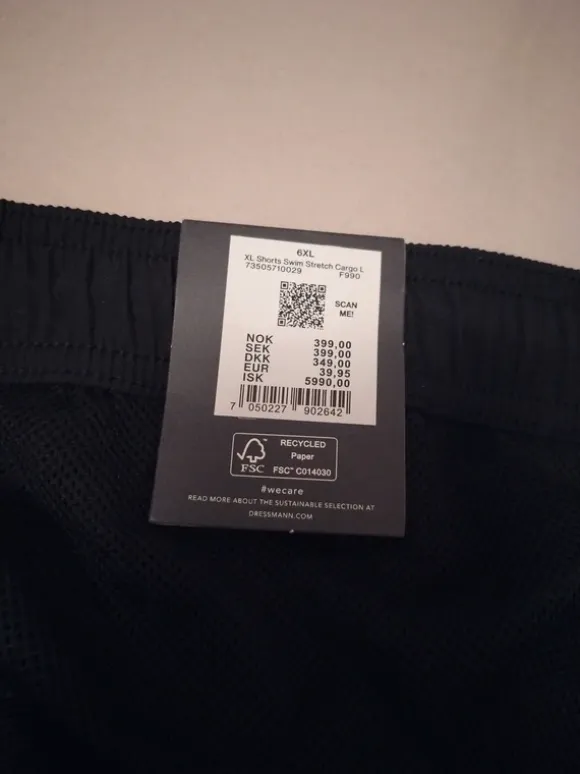 6XL
XL Shorts Swim Stretch Cargo L
73505710029 F990
SCAN
ME!
NOK 399,00
SEK 399,00
DKK 349,00
EUR 39,95
ISK 5990,00
7 050227 902642
FSC
RECYCLED
Paper
FSC® C014030
#wecare
READ MORE ABOUT THE SUSTAINABLE SELECTION AT
DRESSMANN.COM